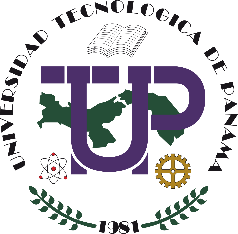 UNIVERSIDAD TECNOLOGICA DE PANAMA
UTP
1981